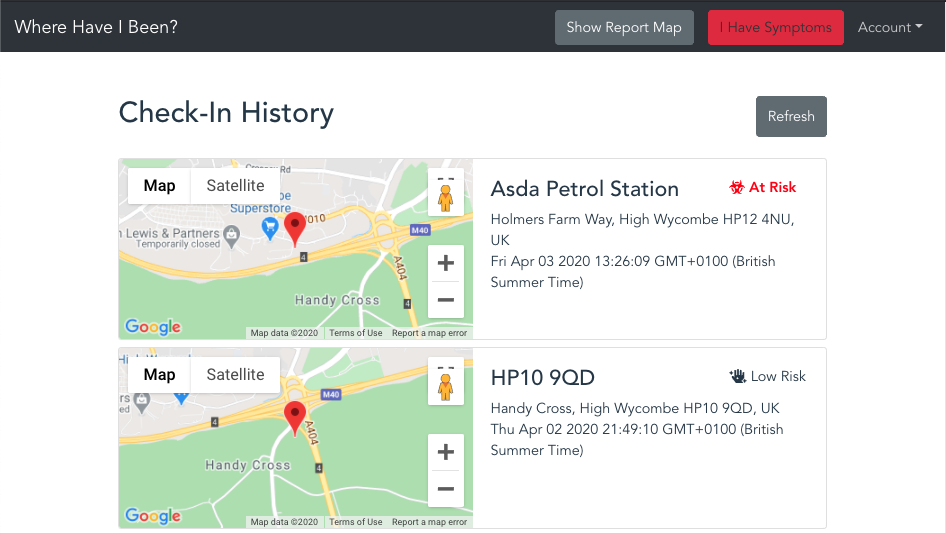 Where Have I Been?
Show Report Map
I Have Symptoms
Account
Check-In History
Refresh
Map
Satellite
Rd
Superstore
M40
n Lewis & Partners
Temporarily closed
4
A404
Handy Cross
4
Google
Map data ©2020
Terms of Use
Report a map error
Asda Petrol Station
At Risk
Holmers Farm Way, High Wycombe HP12 4NU,
UK
Fri Apr 03 2020 13:26:09 GMT+0100 (British
Summer Time)
Map
Satellite
rs
sed
M40
4
A404
Handy Cross
4
Google
Map data ©2020
Terms of Use
Report a map error
HP10 9QD
Low Risk
Handy Cross, High Wycombe HP10 9QD, UK
Thu Apr 02 2020 21:49:10 GMT+0100 (British
Summer Time)